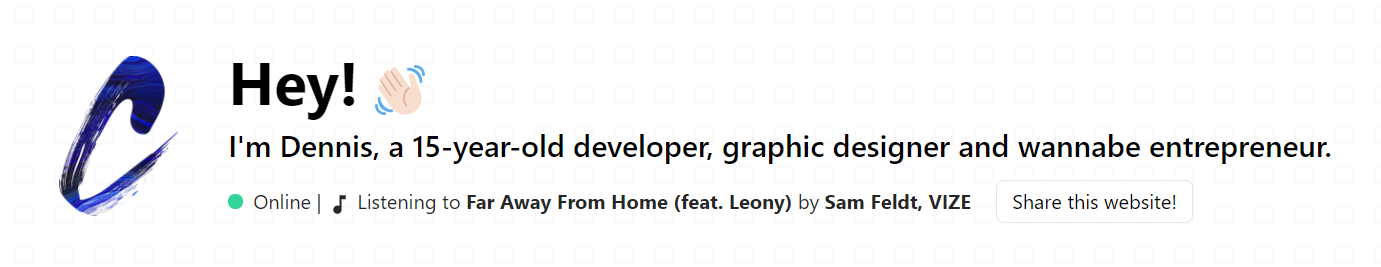 Hey! 👋🏻
I'm Dennis, a 15-year-old developer, graphic designer and wannabe entrepreneur.
Online | Listening to Far Away From Home (feat. Leony) by Sam Feldt, VIZE Share this website!